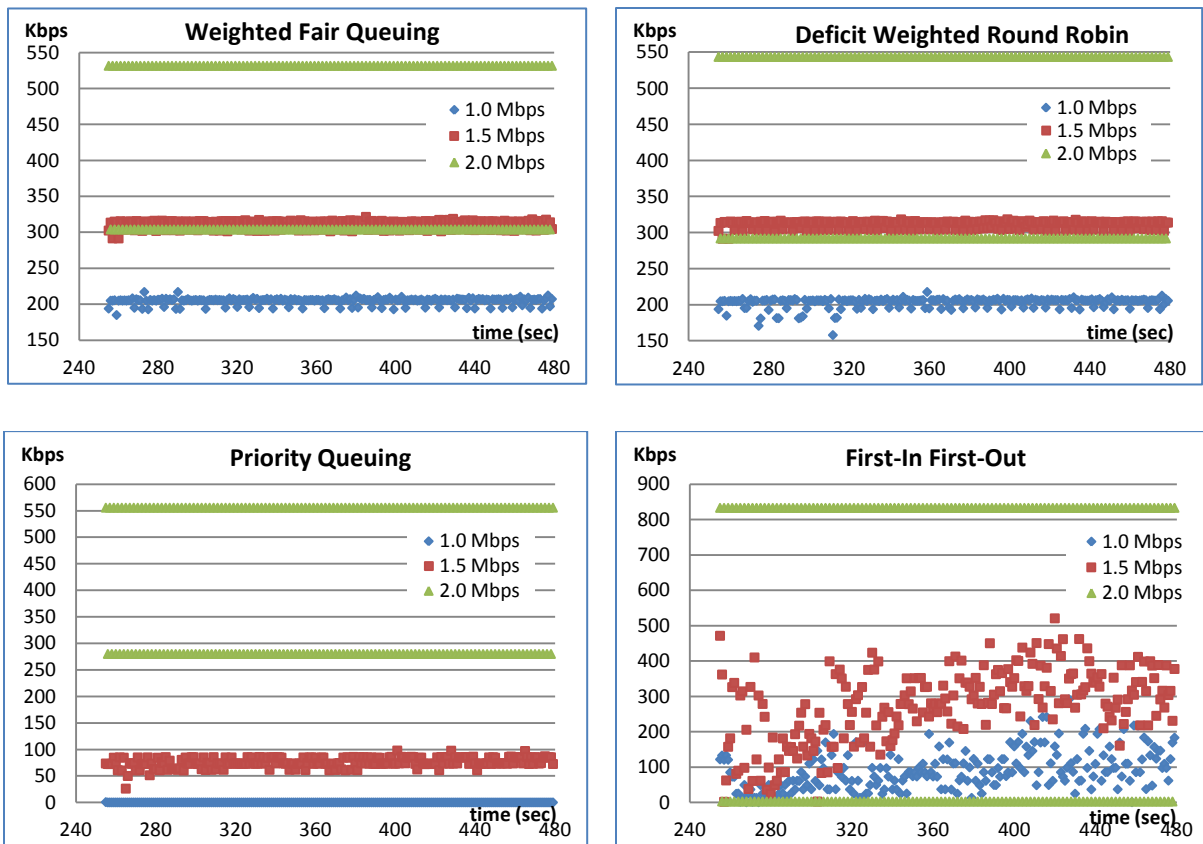 Kbps
Weighted Fair Queuing
550
500
450
400
350
300
250
200
150
1.0 Mbps
1.5 Mbps
2.0 Mbps
time (sec)
240 280 320 360 400 440 480
Kbps
Deficit Weighted Round Robin
550
500
450
400
350
300
250
200
150
1.0 Mbps
1.5 Mbps
2.0 Mbps
time (sec)
240 280 320 360 400 440 480
Kbps
Priority Queuing
600
550
500
450
400
350
300
250
200
150
100
50
0
1.0 Mbps
1.5 Mbps
2.0 Mbps
time (sec)
240 280 320 360 400 440 480
Kbps
First-In First-Out
900
800
700
600
500
400
300
200
100
0
1.0 Mbps
1.5 Mbps
2.0 Mbps
time (sec)
240 280 320 360 400 440 480